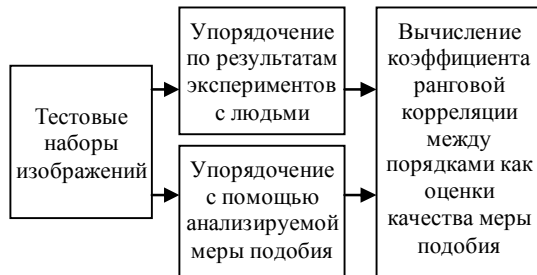 Тестовые
наборы
изображений
Упорядочение
по результатам
экспериментов
с людьми
Упорядочение
с помощью
анализируемой
меры подобия
Вычисление
коэффициента
ранговой
корреляции
между
порядками как
оценки
качества меры
подобия